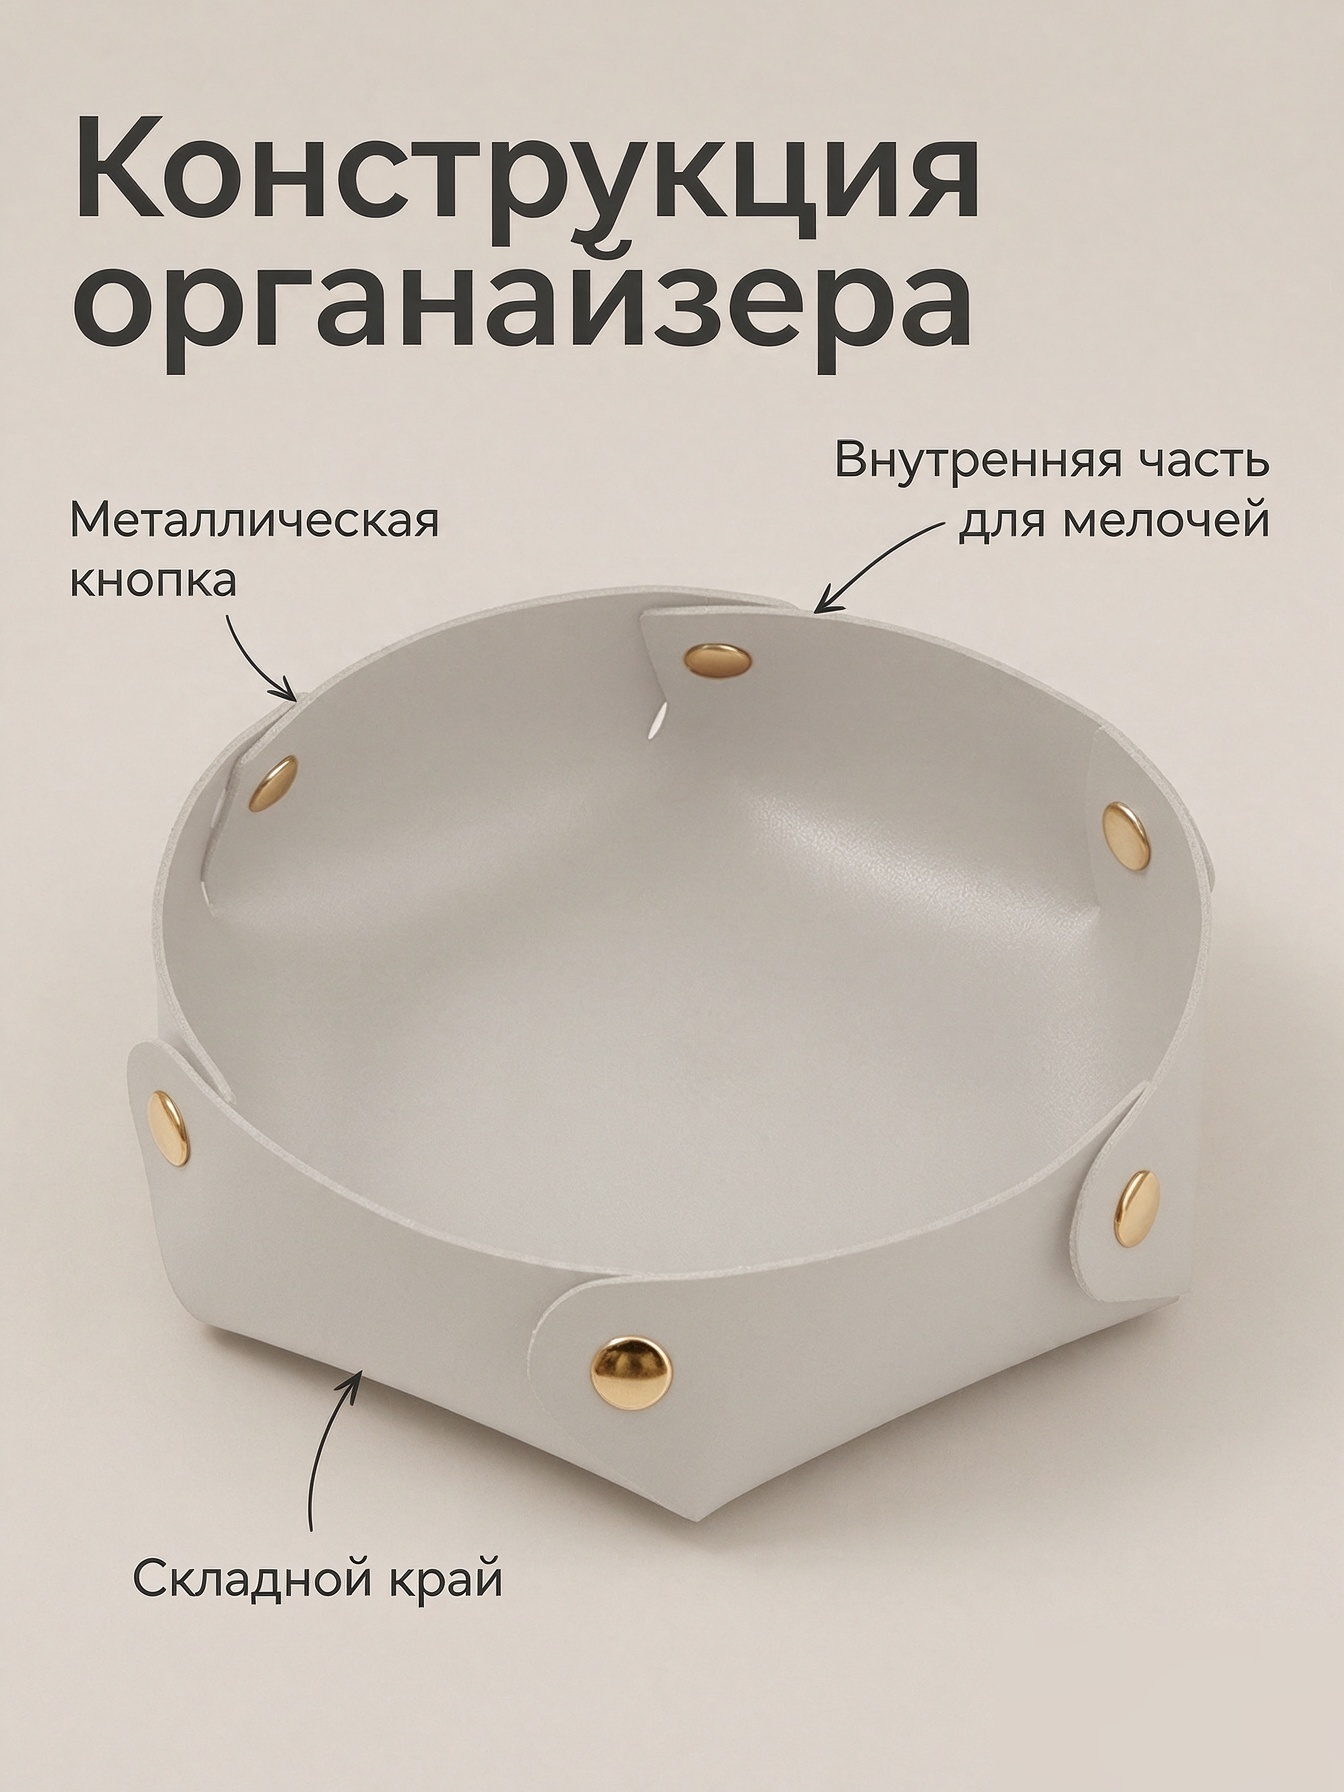 Конструкция
органайзера
Внутренняя часть
для мелочей
Металлическая
кнопка
Складной край